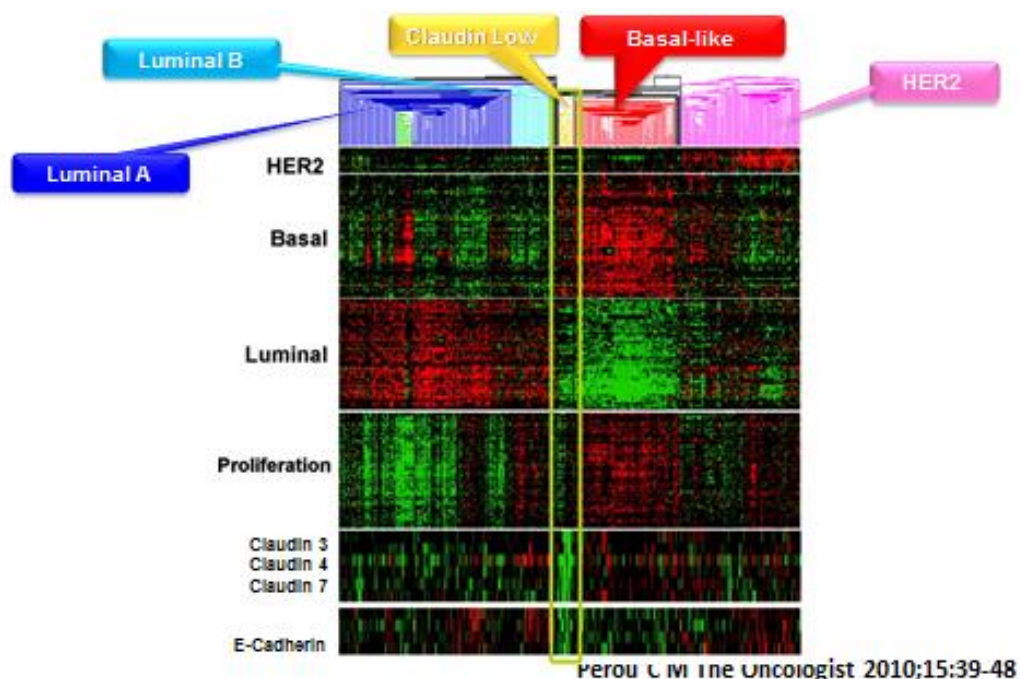 Claudin Low
Basal-like
Luminal B
HER2
Luminal A
HER2
Basal
Luminal
Proliferation
Claudin 3
Claudin 4
Claudin 7
E-Cadherin
Perou C M The Oncologist 2010;15:39-48